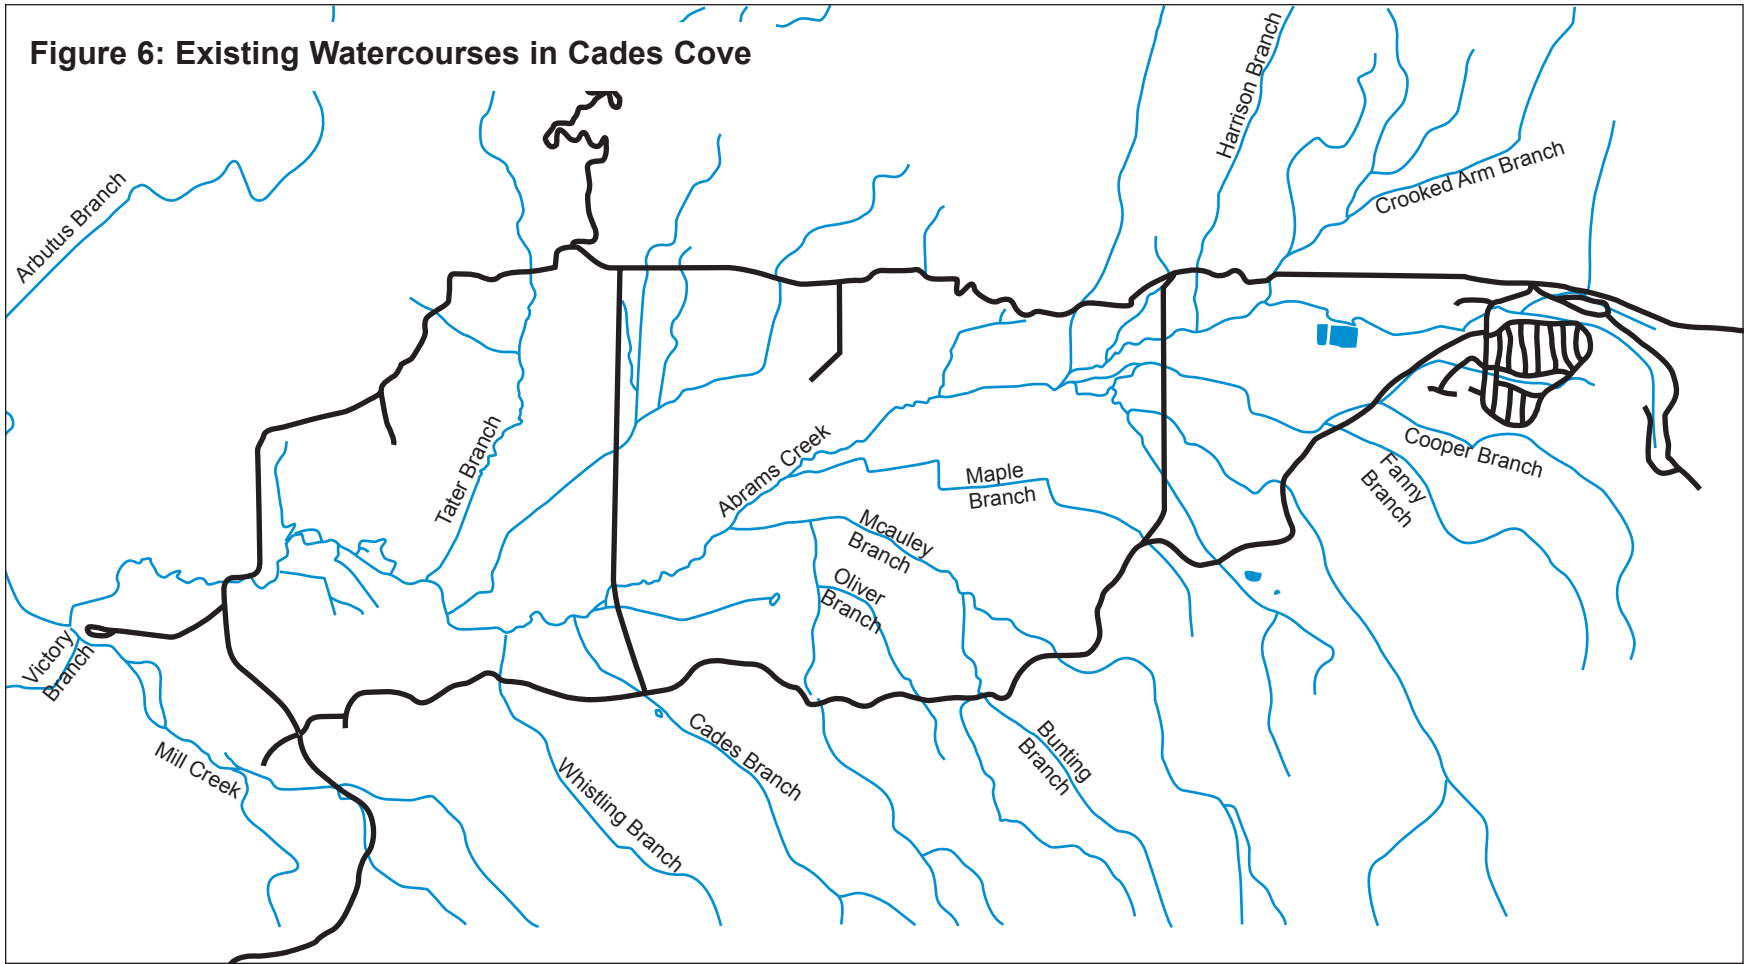 Figure 6: Existing Watercourses in Cades Cove
Harrison Branch
Crooked Arm Branch
Arbutus Branch
Tater Branch
Abrams Creek
Maple
Branch
Cooper Branch
Fanny
Branch
Mcauley
Branch
Oliver
Branch
Victory
Branch
Mill Creek
Whistling Branch
Cades Branch
Bunting
Branch